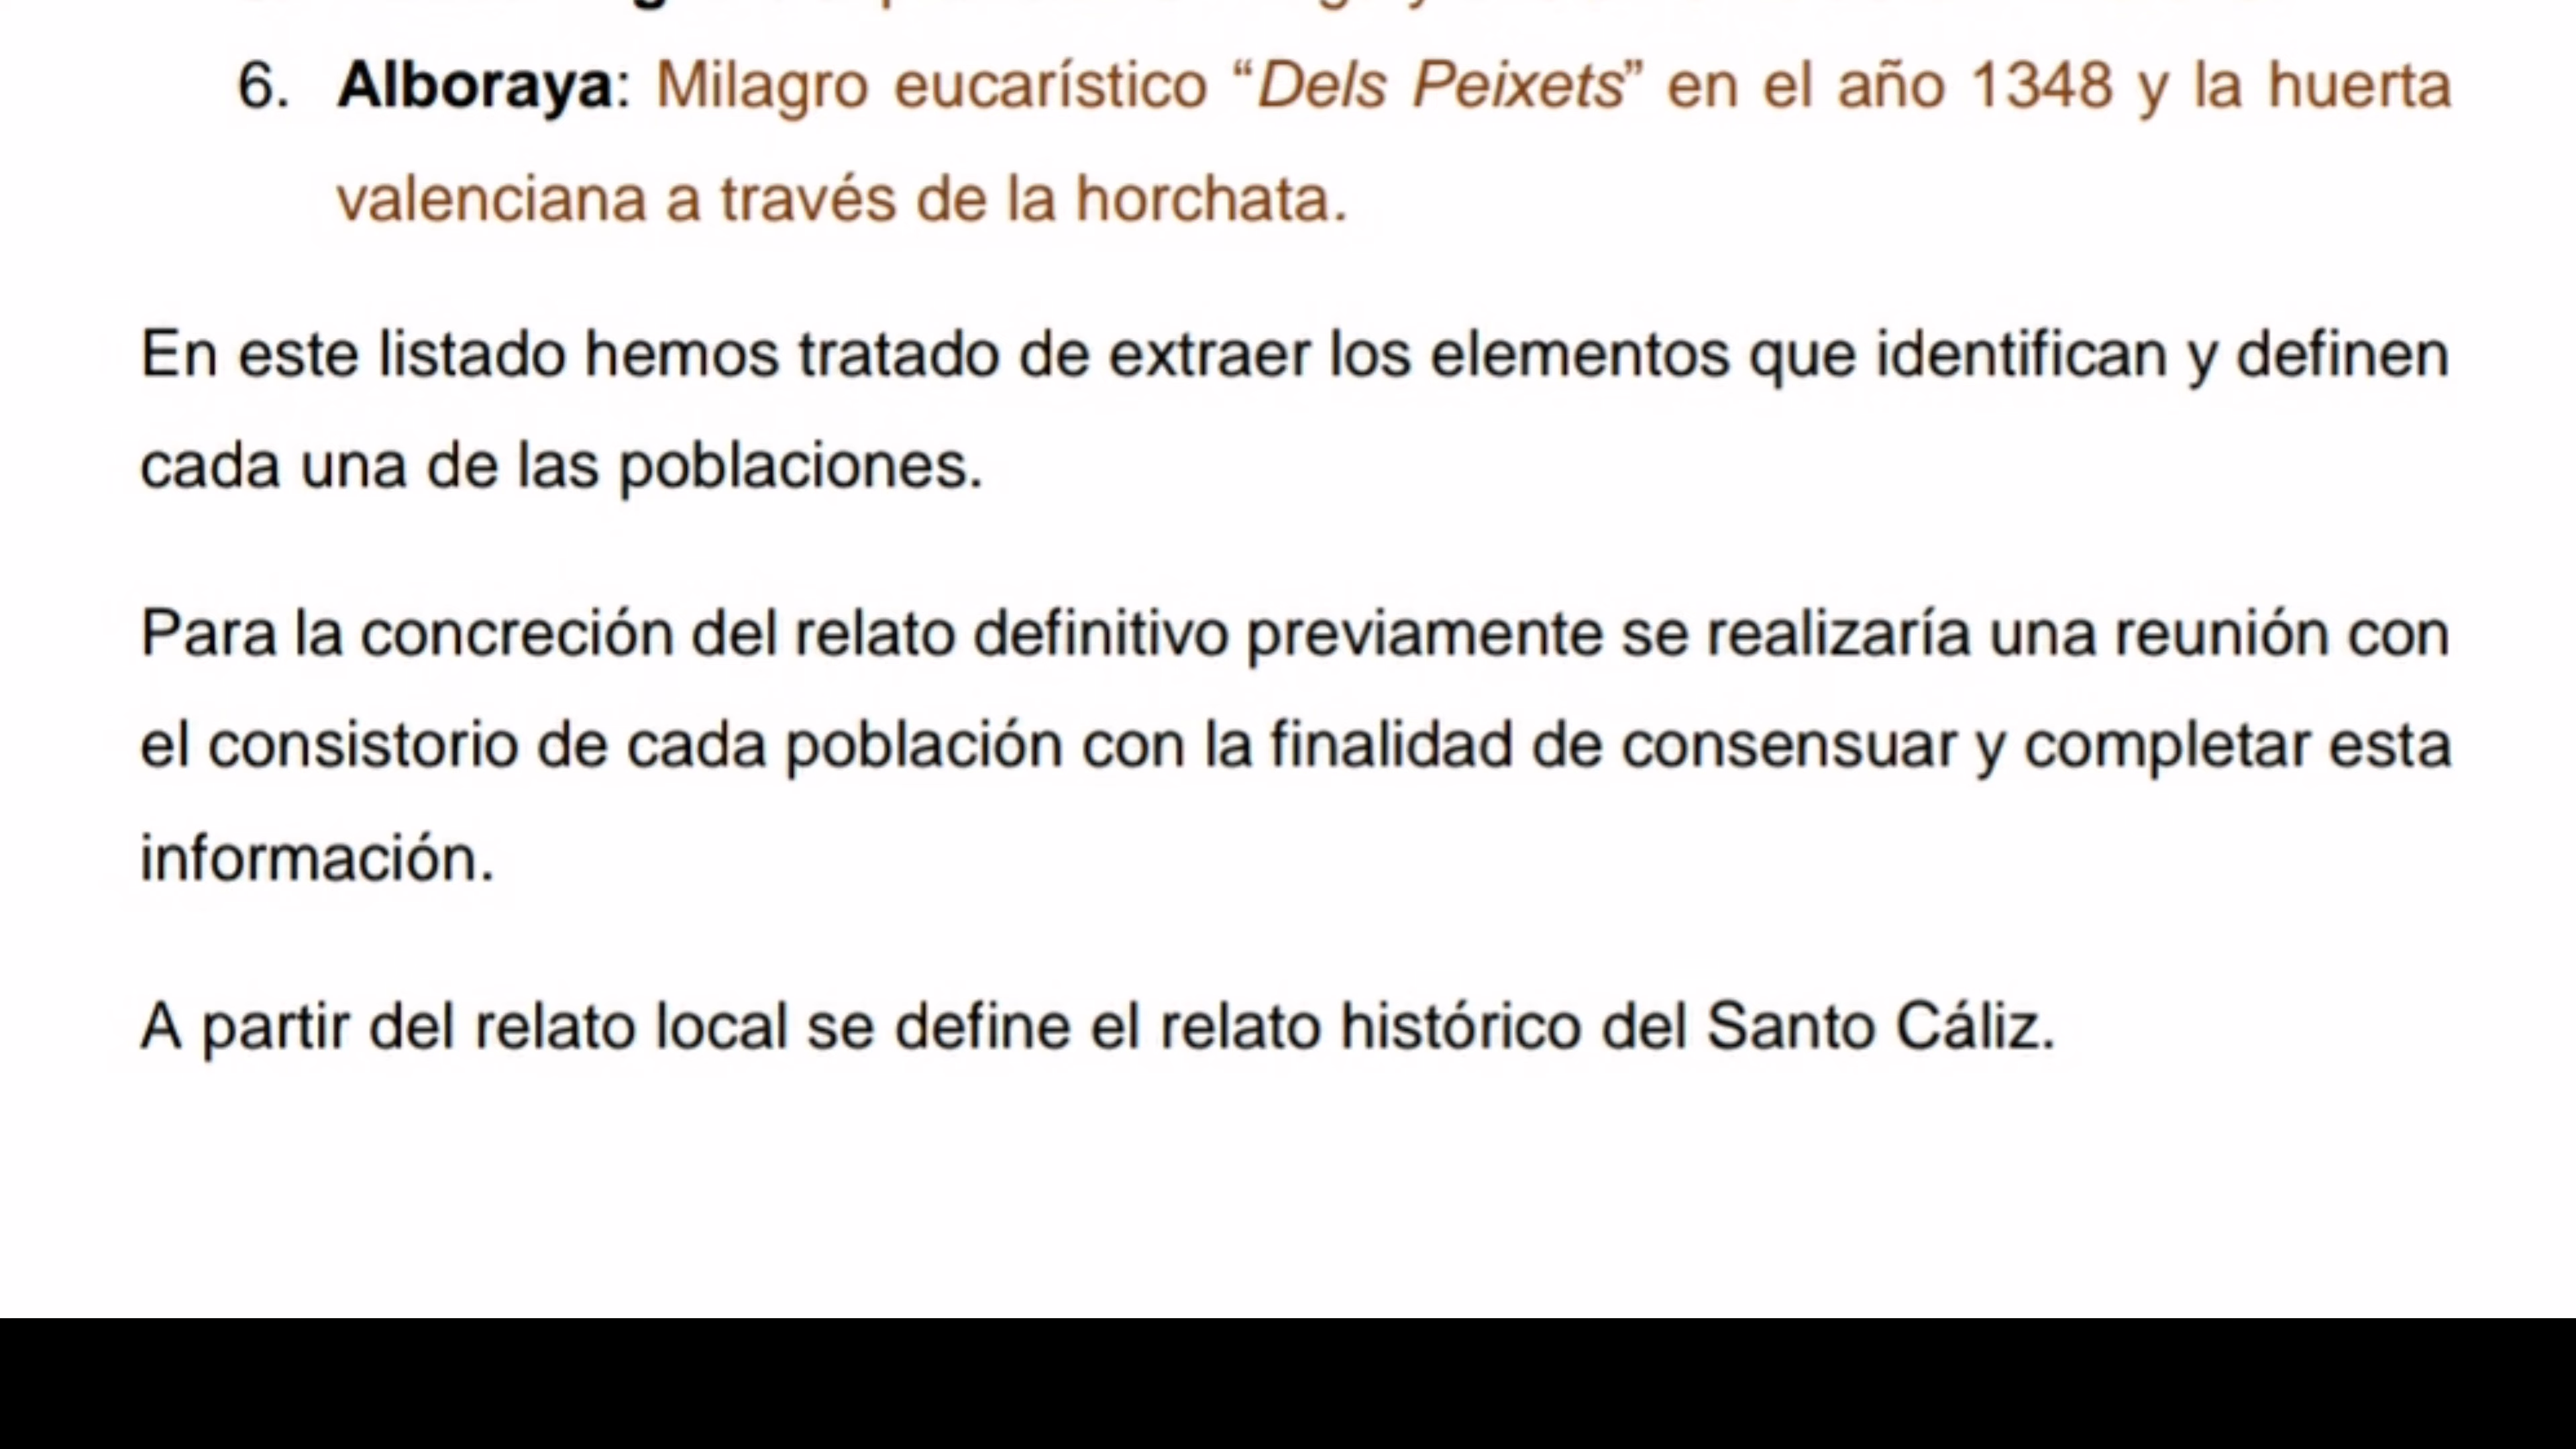 6. Alboraya: Milagro eucarístico “Dels Peixets” en el año 1348 y la huerta
valenciana a través de la horchata.
En este listado hemos tratado de extraer los elementos que identifican y definen
cada una de las poblaciones.
Para la concreción del relato definitivo previamente se realizaría una reunión con
el consistorio de cada población con la finalidad de consensuar y completar esta
información.
A partir del relato local se define el relato histórico del Santo Cáliz.